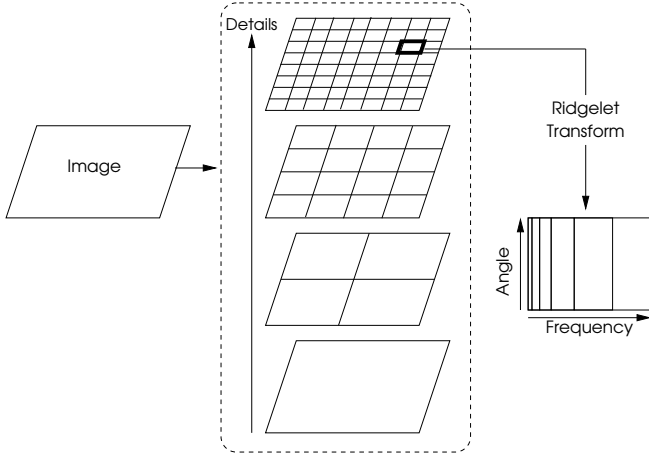 Details
Image
Ridgelet
Transform
Angle
Frequency